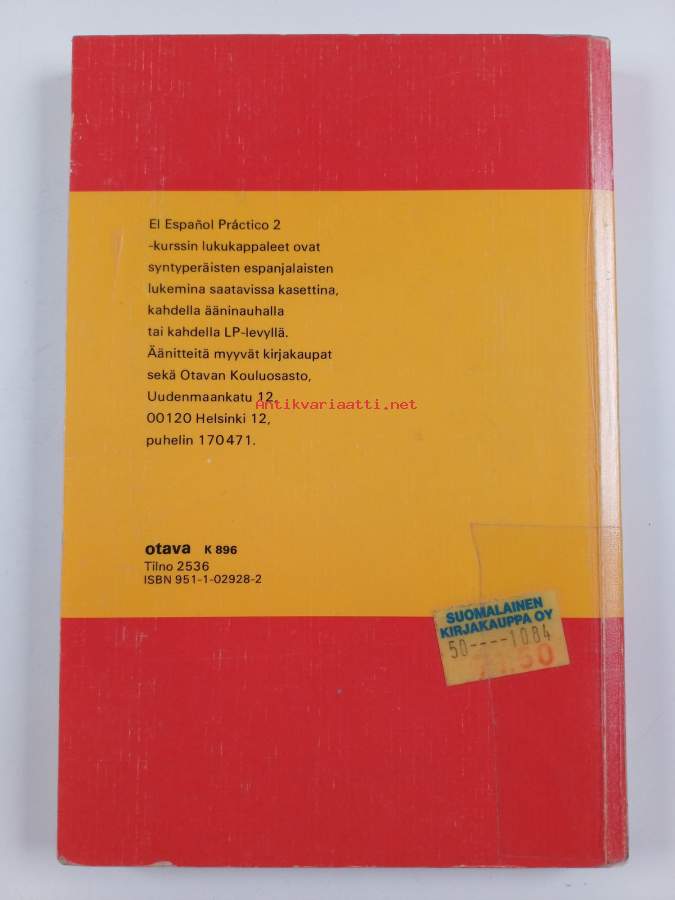 El Español Práctico 2
-kurssin lukukappaleet ovat
syntyperäisten espanjalaisten
lukemina saatavissa kasettina,
kahdella ääninauhalla
tai kahdella LP-levyllä.
Äänitteitä myyvät kirjakaupat
sekä Otavan Kouluosasto,
Uudenmaankatu 12,
00120 Helsinki 12,
puhelin 170471.
Antikvariaatti.net
otava K 896
Tilno 2536
ISBN 951-1-02928-2
SUOMALAINEN
KIRJAKAUPPA OY
50----1084